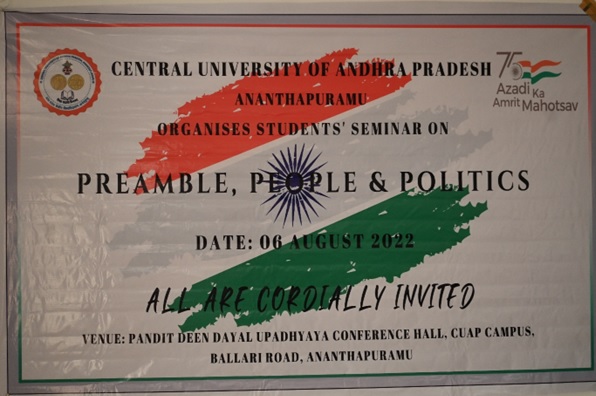 CENTRAL UNIVERSITY OF ANDHRA PRADESH
ANANTHAPURAMU
ORGANISES STUDENTS' SEMINAR ON
75
Azadi Ka
Amrit Mahotsav
PREAMBLE, PEOPLE & POLITICS
DATE: 06 AUGUST 2022
ALL ARE CORDIALLY INVITED
VENUE: PANDIT DEEN DAYAL UPADHYAYA CONFERENCE HALL, CUAP CAMPUS,
BALLARI ROAD, ANANTHAPURAMU